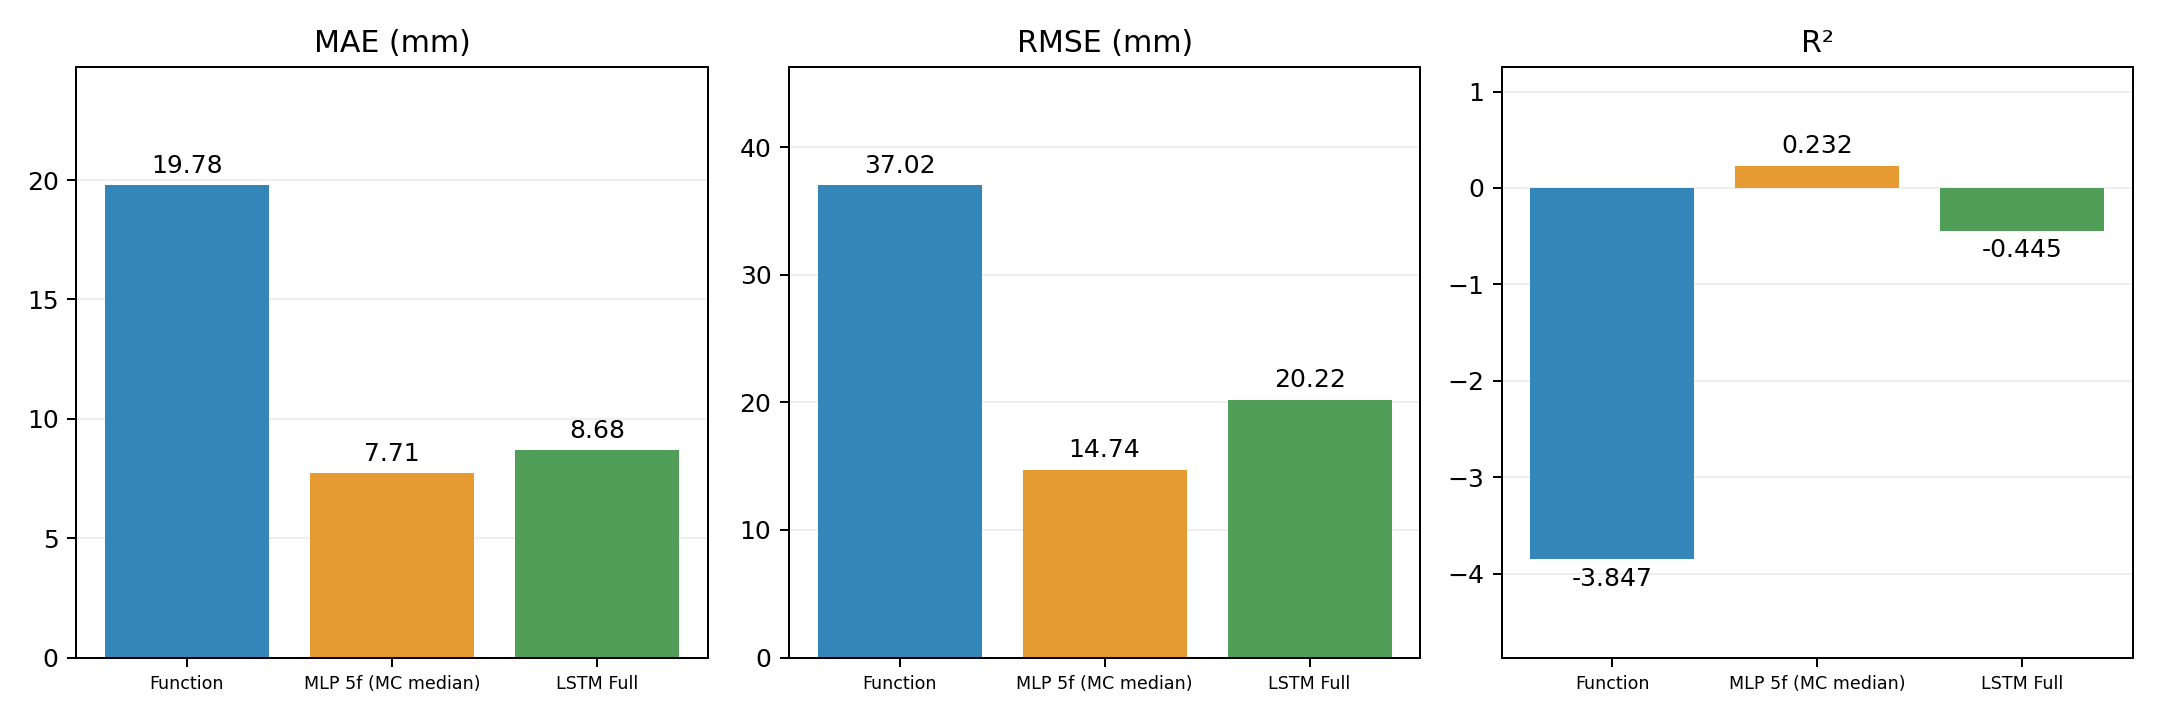 MAE (mm)
20
15
10
5
0
19.78
7.71
8.68
Function
MLP 5f (MC median)
LSTM Full
RMSE (mm)
40
30
20
10
0
37.02
14.74
20.22
Function
MLP 5f (MC median)
LSTM Full
R²
1
0
−1
−2
−3
−4
-3.847
0.232
-0.445
Function
MLP 5f (MC median)
LSTM Full